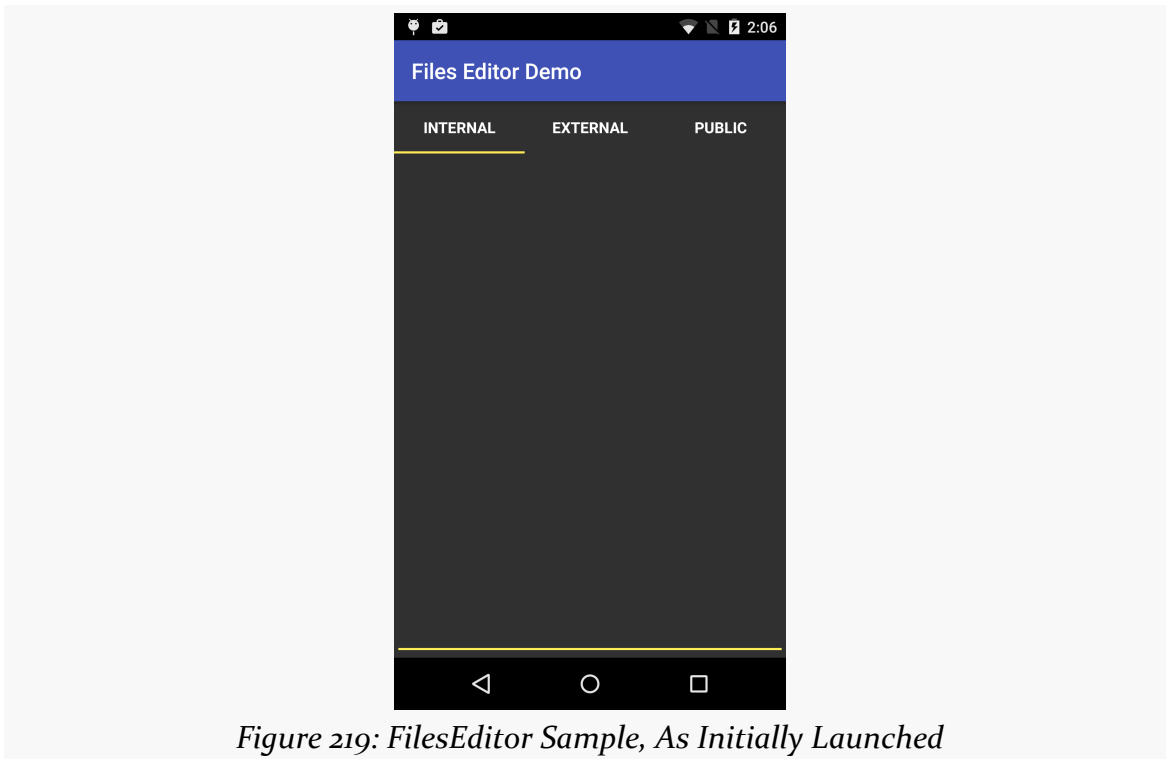 2:06
Files Editor Demo
INTERNAL EXTERNAL PUBLIC
Figure 219: FilesEditor Sample, As Initially Launched